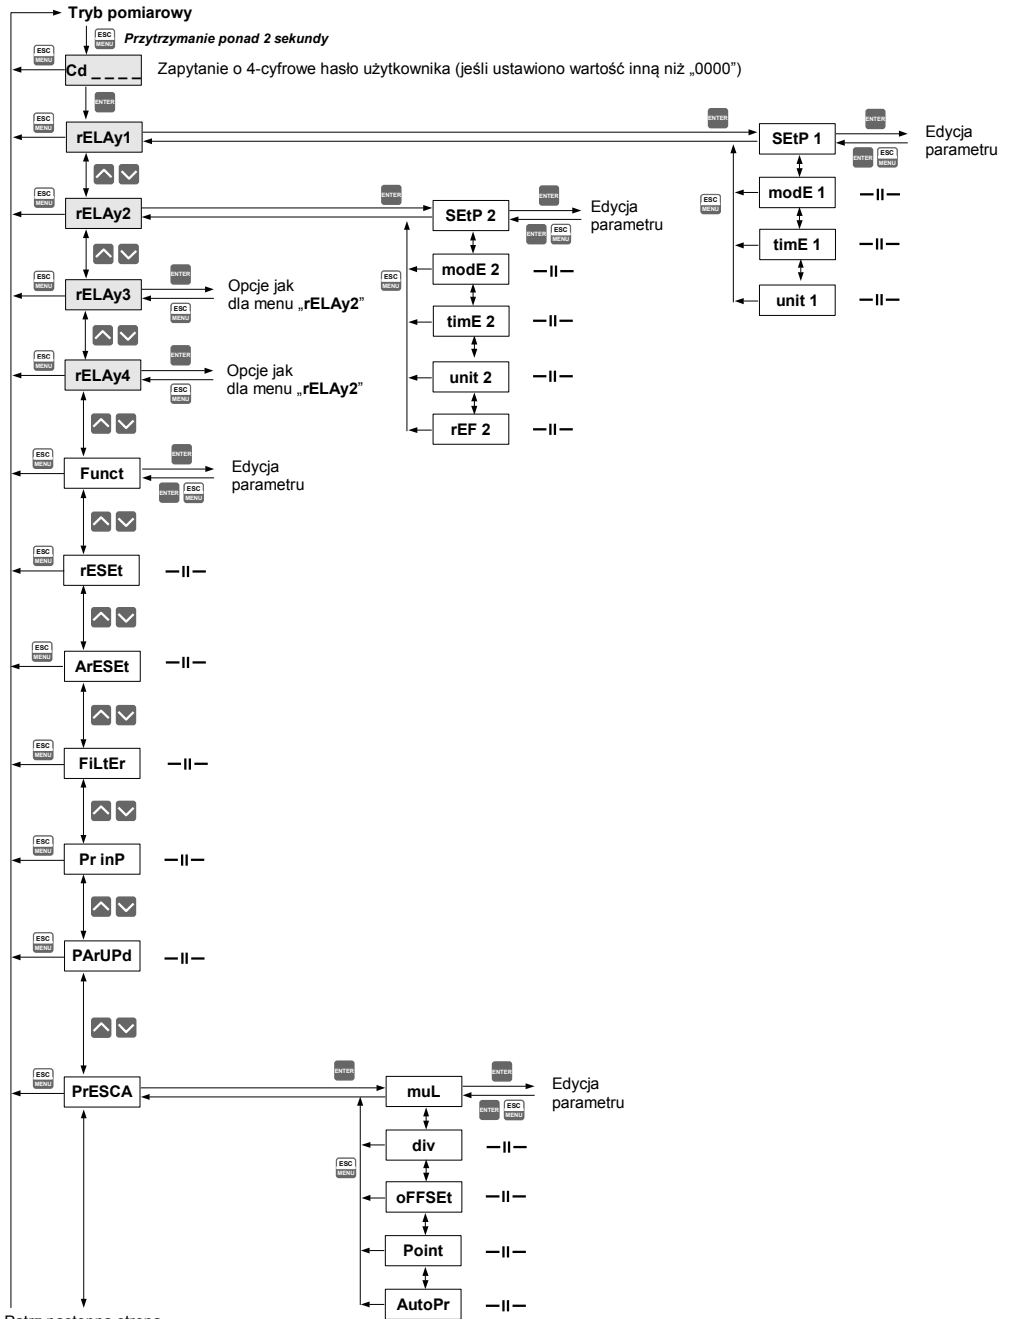 Tryb pomiarowy
ESC
MENU
Przytrzymanie ponad 2 sekundy
ESC
MENU
Cd _ _ _ _
Zapytanie o 4-cyfrowe hasło użytkownika (jeśli ustawiono wartość inną niż „0000”)
ENTER
ESC
MENU
rELAy1
ENTER
SEtP 1
ENTER
ENTER
ESC
MENU
Edycja
parametru
ESC
MENU
modE 1
—II—
timE 1
—II—
unit 1
—II—
ESC
MENU
rELAy2
ENTER
SEtP 2
ENTER
ENTER
ESC
MENU
Edycja
parametru
ESC
MENU
modE 2
—II—
timE 2
—II—
unit 2
—II—
rEF 2
—II—
ESC
MENU
rELAy3
ENTER
ESC
MENU
Opcje jak
dla menu „rELAy2”
ESC
MENU
rELAy4
ENTER
ESC
MENU
Opcje jak
dla menu „rELAy2”
ESC
MENU
Funct
ENTER
ENTER
ESC
MENU
Edycja
parametru
ESC
MENU
rESEt
—II—
ESC
MENU
ArESEt
—II—
ESC
MENU
FiLtEr
—II—
ESC
MENU
Pr inP
—II—
ESC
MENU
PArUPd
—II—
ESC
MENU
PrESCA
ENTER
muL
ENTER
ENTER
ESC
MENU
Edycja
parametru
ESC
MENU
div
—II—
oFFSEt
—II—
Point
—II—
AutoPr
—II—